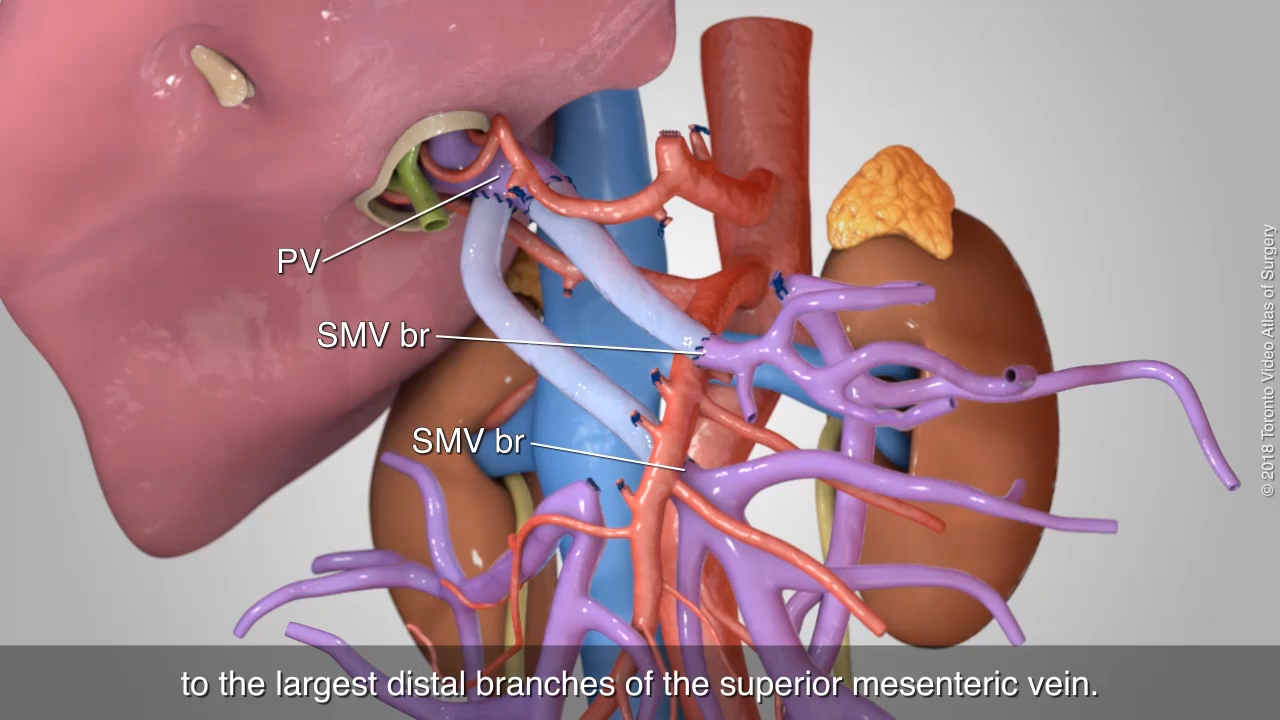 PV
SMV br
SMV br
© 2018 Toronto Video Atlas of Surgery
to the largest distal branches of the superior mesenteric vein.